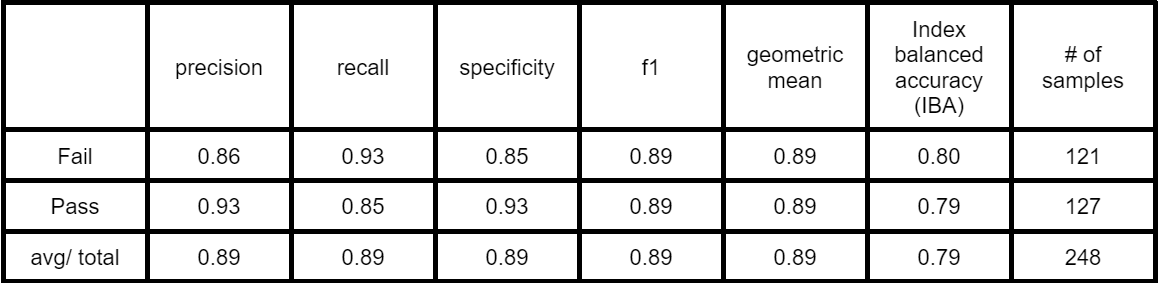 precision recall specificity f1 geometric mean Index balanced accuracy (IBA) # of samples
Fail 0.86 0.93 0.85 0.89 0.89 0.80 121
Pass 0.93 0.85 0.93 0.89 0.89 0.79 127
avg/ total 0.89 0.89 0.89 0.89 0.89 0.79 248